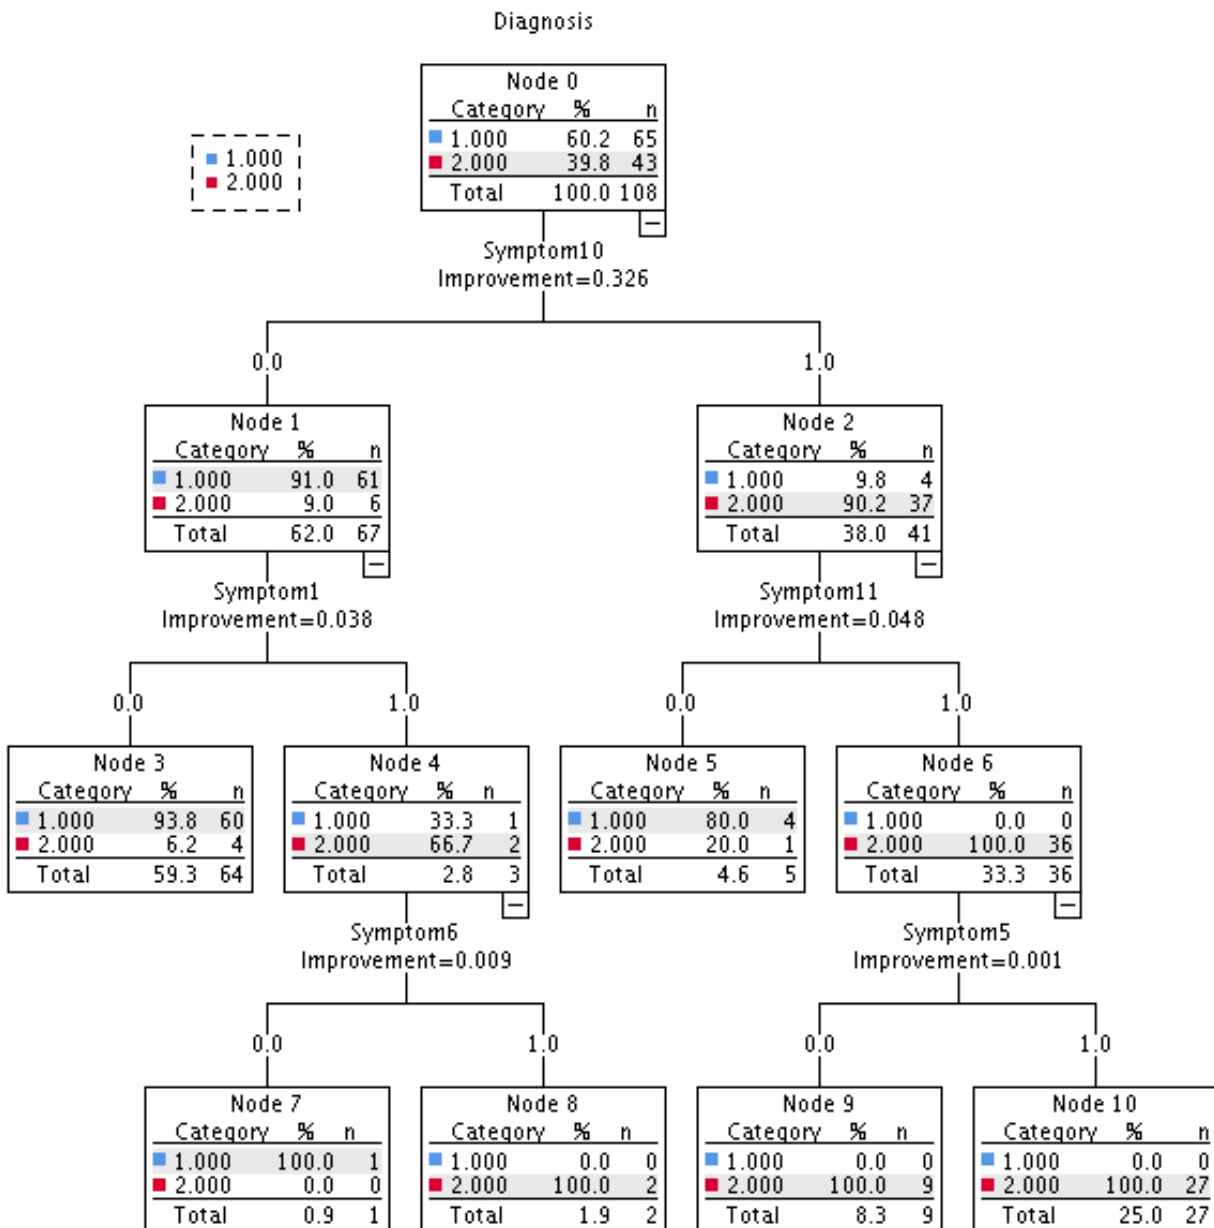 Diagnosis
Node 0
Category % n
1.000 60.2 65
2.000 39.8 43
Total 100.0 108
1.000
2.000
Symptom10
Improvement=0.326
0.0
1.0
Node 1
Category % n
1.000 91.0 61
2.000 9.0 6
Total 62.0 67
Node 2
Category % n
1.000 9.8 4
2.000 90.2 37
Total 38.0 41
Symptom1
Improvement=0.038
Symptom11
Improvement=0.048
0.0
1.0
0.0
1.0
Node 3
Category % n
1.000 93.8 60
2.000 6.2 4
Total 59.3 64
Node 4
Category % n
1.000 33.3 1
2.000 66.7 2
Total 2.8 3
Node 5
Category % n
1.000 80.0 4
2.000 20.0 1
Total 4.6 5
Node 6
Category % n
1.000 0.0 0
2.000 100.0 36
Total 33.3 36
Symptom6
Improvement=0.009
Symptom5
Improvement=0.001
0.0
1.0
0.0
1.0
Node 7
Category % n
1.000 100.0 1
2.000 0.0 0
Total 0.9 1
Node 8
Category % n
1.000 0.0 0
2.000 100.0 2
Total 1.9 2
Node 9
Category % n
1.000 0.0 0
2.000 100.0 9
Total 8.3 9
Node 10
Category % n
1.000 0.0 0
2.000 100.0 27
Total 25.0 27